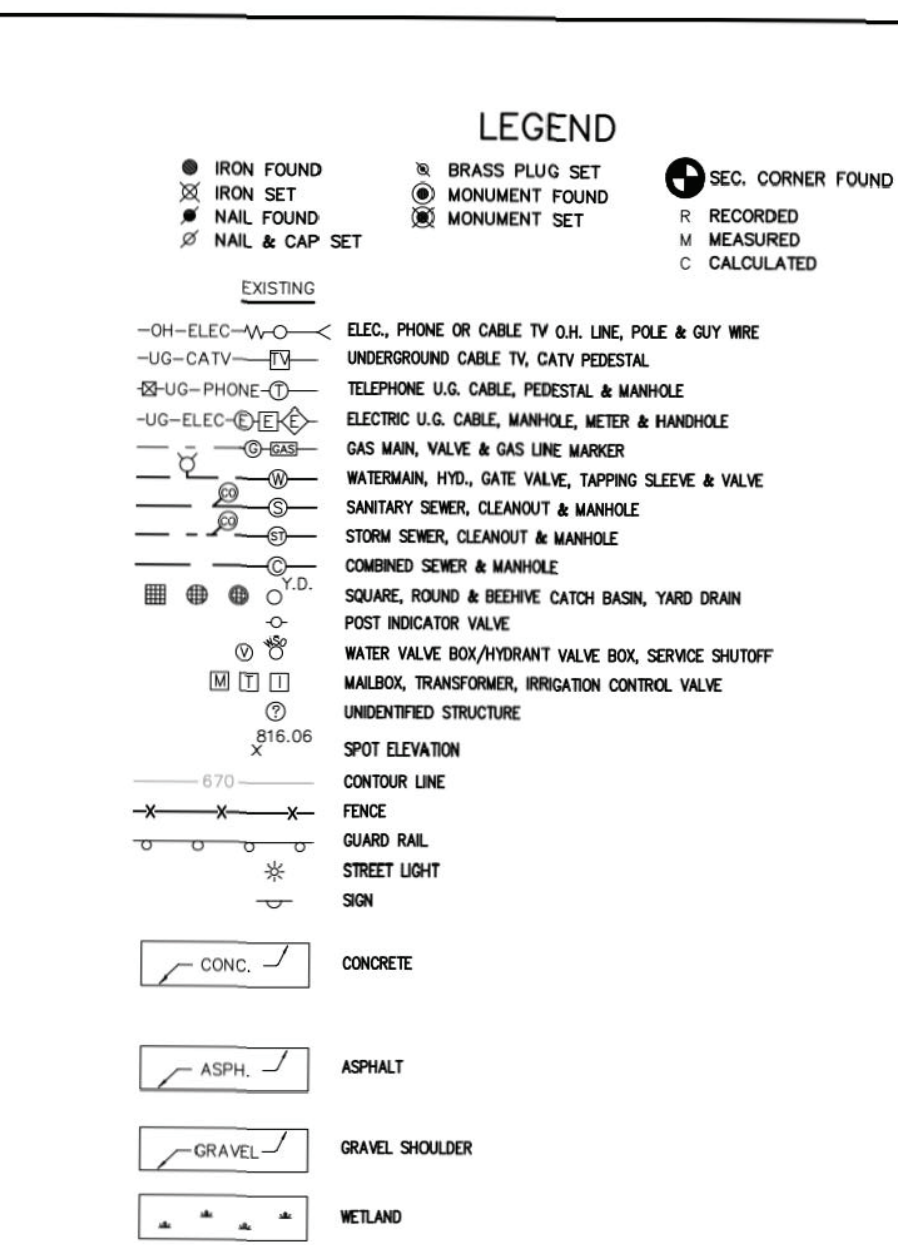 LEGEND
IRON FOUND
IRON SET
NAIL FOUND
NAIL & CAP SET
BRASS PLUG SET
MONUMENT FOUND
MONUMENT SET
SEC. CORNER FOUND
R RECORDED
M MEASURED
C CALCULATED
EXISTING
-OH-ELEC- ELEC., PHONE OR CABLE TV O.H. LINE, POLE & GUY WIRE
-UG-CATV- TV UNDERGROUND CABLE TV, CATV PEDESTAL
-UG-PHONE- T TELEPHONE U.G. CABLE, PEDESTAL & MANHOLE
-UG-ELEC- E E E ELECTRIC U.G. CABLE, MANHOLE, METER & HANDHOLE
G GAS GAS MAIN, VALVE & GAS LINE MARKER
W WATERMAIN, HYD., GATE VALVE, TAPPING SLEEVE & VALVE
CO S SANITARY SEWER, CLEANOUT & MANHOLE
CO ST STORM SEWER, CLEANOUT & MANHOLE
C COMBINED SEWER & MANHOLE
Y.D. SQUARE, ROUND & BEEHIVE CATCH BASIN, YARD DRAIN
POST INDICATOR VALVE
V WSO WATER VALVE BOX/HYDRANT VALVE BOX, SERVICE SHUTOFF
M T I MAILBOX, TRANSFORMER, IRRIGATION CONTROL VALVE
? UNIDENTIFIED STRUCTURE
x 816.06 SPOT ELEVATION
670 CONTOUR LINE
-X-X-X- FENCE
GUARD RAIL
STREET LIGHT
SIGN
CONC. CONCRETE
ASPH. ASPHALT
GRAVEL GRAVEL SHOULDER
WETLAND